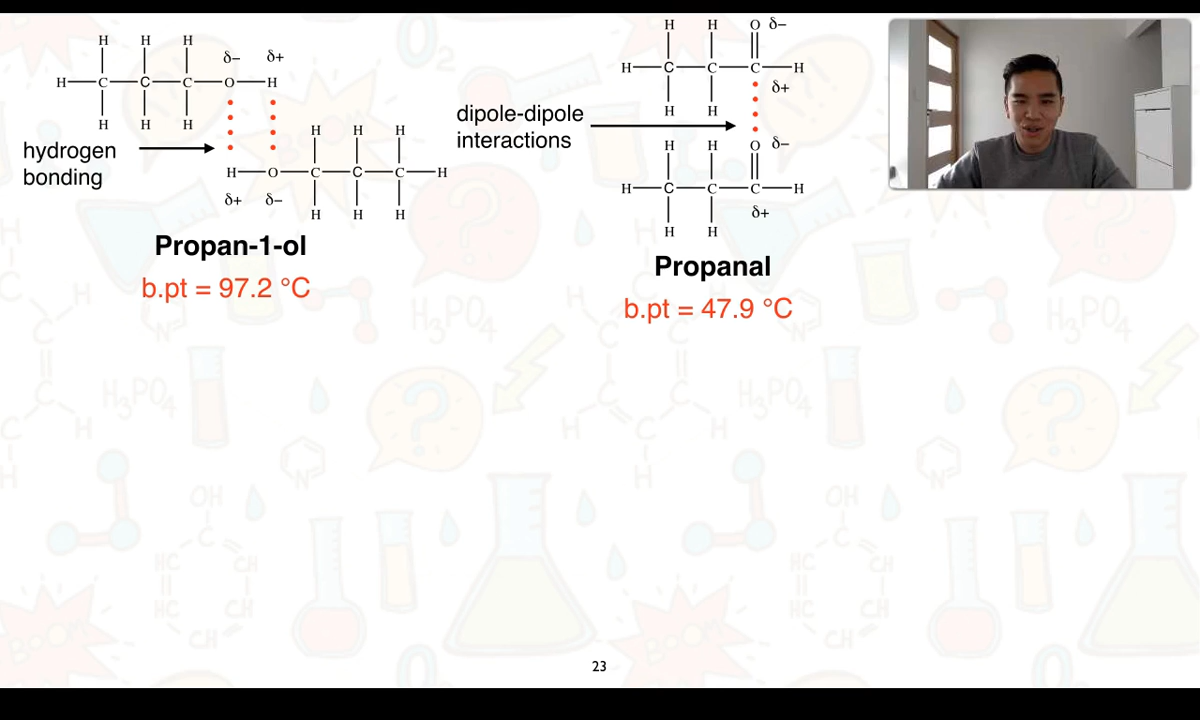 H H H δ– δ+
H C C C O H
H H H
hydrogen
bonding
H H H
H O C C C H
δ+ δ– H H H
Propan-1-ol
b.pt = 97.2 °C
dipole-dipole
interactions
H H O δ–
H C C C H
δ+
H H
H H O δ–
H C C C H
δ+
H H
Propanal
b.pt = 47.9 °C
23